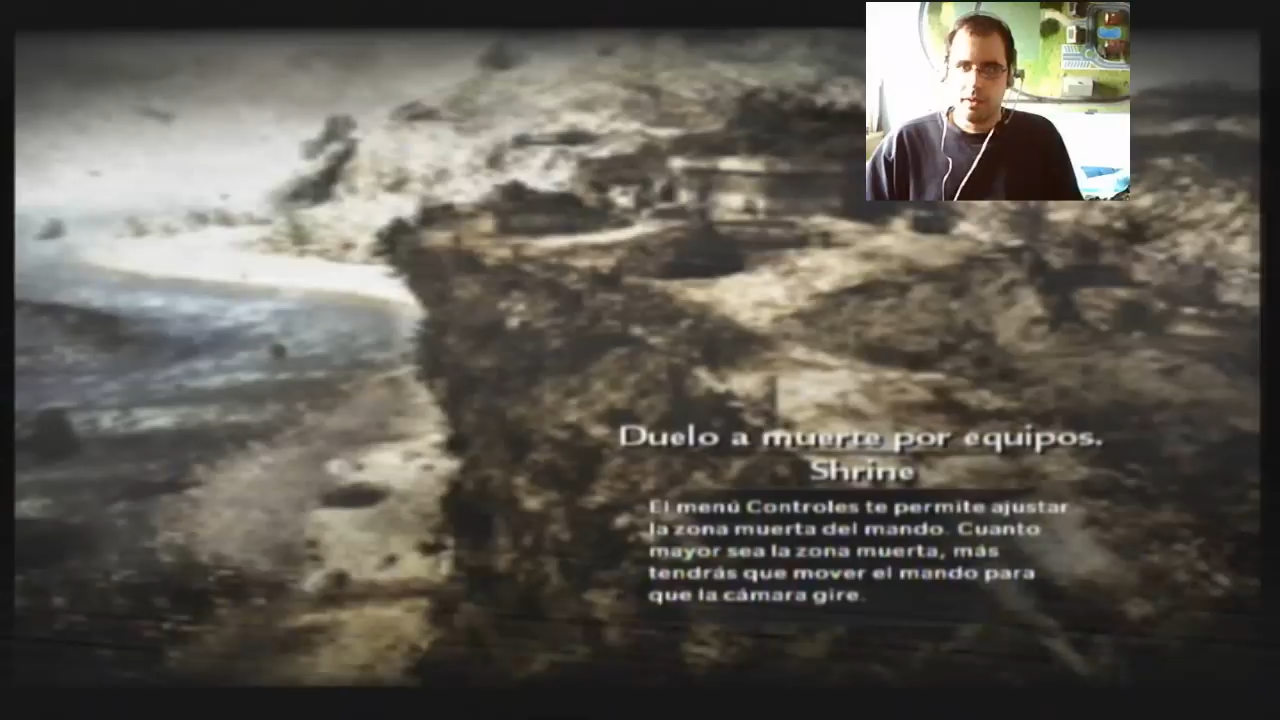 Duelo a muerte por equipos.
Shrine
El menú Controles te permite ajustar
la zona muerta del mando. Cuanto
mayor sea la zona muerta, más
tendrás que mover el mando para
que la cámara gire.